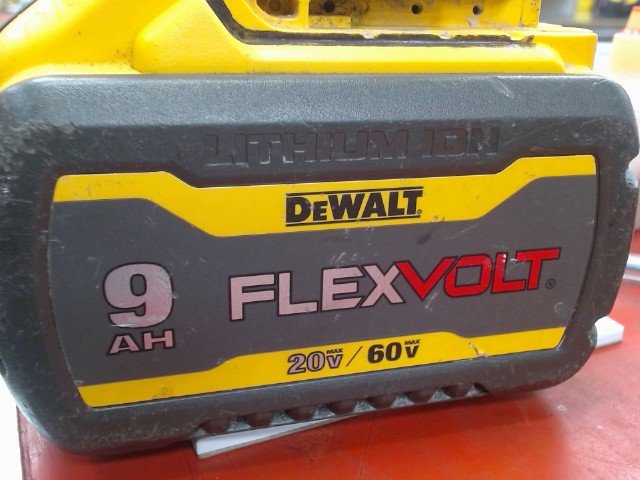 LITHIUM ION
DEWALT
9
AH
FLEXVOLT®
20V MAX / 60V MAX